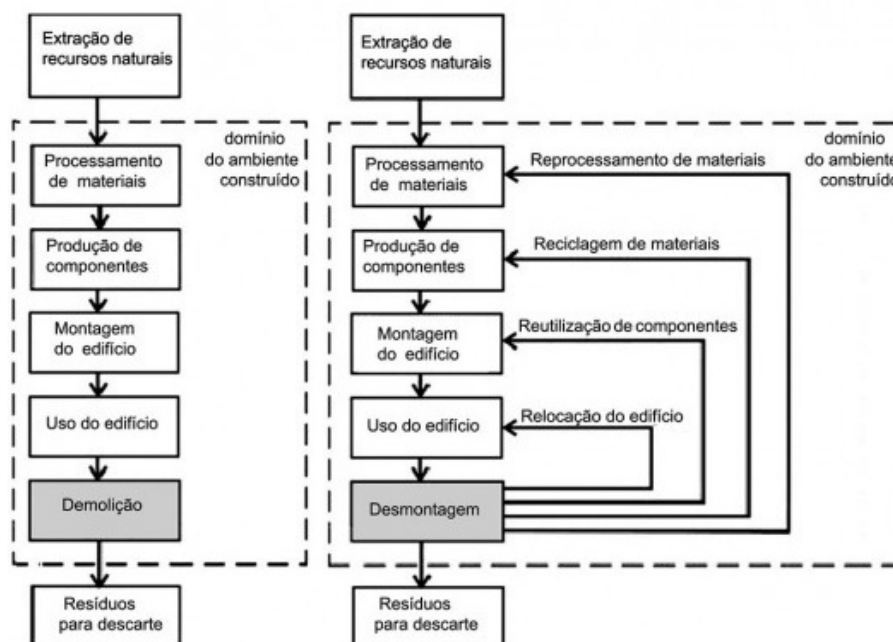 Extração de
recursos naturais
domínio
do ambiente
construído
Processamento
de materiais
Produção de
componentes
Montagem
do edifício
Uso do edifício
Demolição
Resíduos
para descarte
Extração de
recursos naturais
domínio
do ambiente
construído
Processamento
de materiais
Reprocessamento de materiais
Produção de
componentes
Reciclagem de materiais
Montagem
do edifício
Reutilização de componentes
Uso do edifício
Relocação do edifício
Desmontagem
Resíduos
para descarte